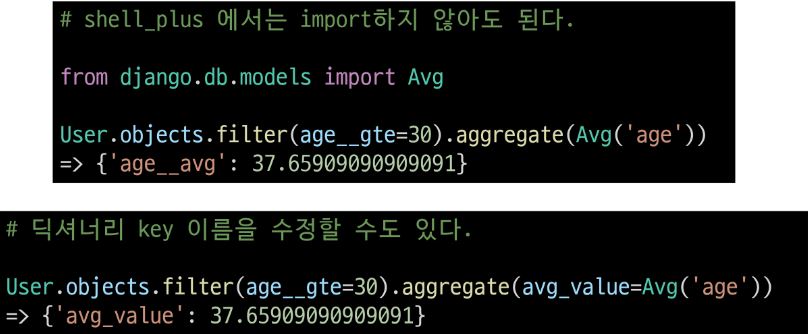 # shell_plus 에서는 import하지 않아도 된다.
from django.db.models import Avg
User.objects.filter(age__gte=30).aggregate(Avg('age'))
=> {'age__avg': 37.65909090909091}
# 딕셔너리 key 이름을 수정할 수도 있다.
User.objects.filter(age__gte=30).aggregate(avg_value=Avg('age'))
=> {'avg_value': 37.65909090909091}